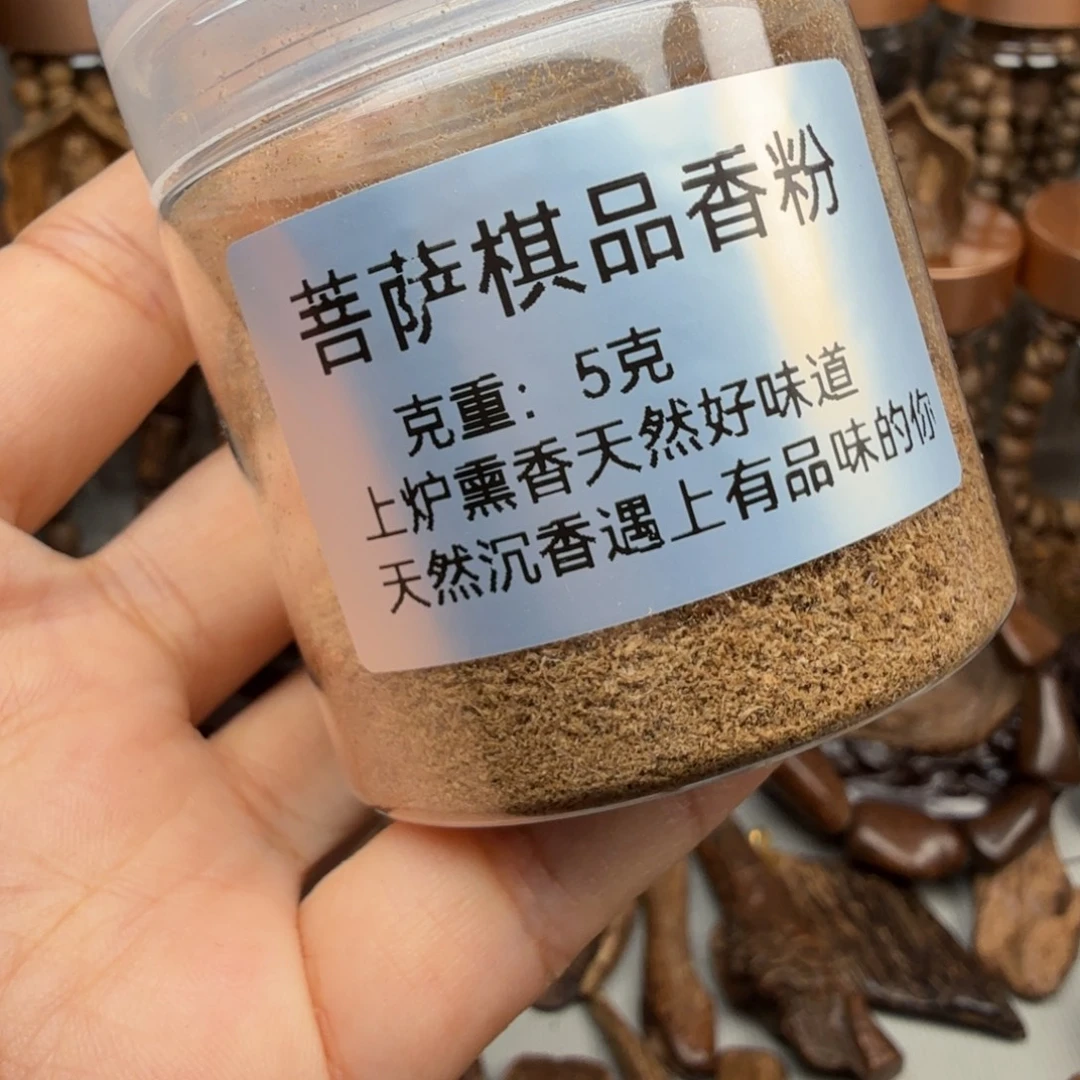 菩萨棋品香粉
克重：5克
上炉熏香天然好味道
天然沉香遇上有品味的你